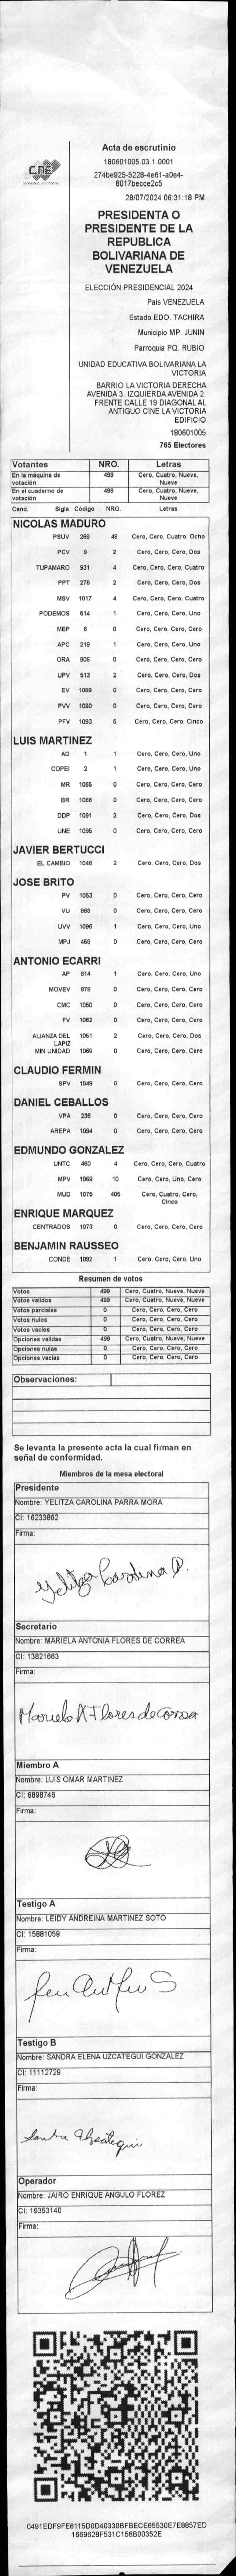 CNE
Acta de escrutinio
180601005.03.1.0001
274be925-5228-4e61-a0e4-
8017becce2c5
28/07/2024 06:31:18 PM
PRESIDENTA O
PRESIDENTE DE LA
REPUBLICA
BOLIVARIANA DE
VENEZUELA
ELECCIÓN PRESIDENCIAL 2024
Pais VENEZUELA
Estado EDO. TACHIRA
Municipio MP. JUNIN
Parroquia PQ. RUBIO
UNIDAD EDUCATIVA BOLIVARIANA LA
VICTORIA
BARRIO LA VICTORIA DERECHA
AVENIDA 3. IZQUIERDA AVENIDA 2.
FRENTE CALLE 19 DIAGONAL AL
ANTIGUO CINE LA VICTORIA
EDIFICIO
180601005
765 Electores
Votantes NRO. Letras
En la máquina de votación 499 Cero, Cuatro, Nueve, Nueve
En el cuaderno de votación 499 Cero, Cuatro, Nueve, Nueve
Cand. Sigla Código NRO. Letras
NICOLAS MADURO
PSUV 269 48 Cero, Cero, Cuatro, Ocho
PCV 9 2 Cero, Cero, Cero, Dos
TUPAMARO 931 4 Cero, Cero, Cero, Cuatro
PPT 276 2 Cero, Cero, Cero, Dos
MSV 1017 4 Cero, Cero, Cero, Cuatro
PODEMOS 514 1 Cero, Cero, Cero, Uno
MEP 6 0 Cero, Cero, Cero, Cero
APC 219 1 Cero, Cero, Cero, Uno
ORA 906 0 Cero, Cero, Cero, Cero
UPV 513 2 Cero, Cero, Cero, Dos
EV 1089 0 Cero, Cero, Cero, Cero
PVV 1090 0 Cero, Cero, Cero, Cero
PFV 1093 5 Cero, Cero, Cero, Cinco
LUIS MARTINEZ
AD 1 1 Cero, Cero, Cero, Uno
COPEI 2 1 Cero, Cero, Cero, Uno
MR 1065 0 Cero, Cero, Cero, Cero
BR 1066 0 Cero, Cero, Cero, Cero
DDP 1091 2 Cero, Cero, Cero, Dos
UNE 1095 0 Cero, Cero, Cero, Cero
JAVIER BERTUCCI
EL CAMBIO 1048 2 Cero, Cero, Cero, Dos
JOSE BRITO
PV 1053 0 Cero, Cero, Cero, Cero
VU 868 0 Cero, Cero, Cero, Cero
UVV 1096 1 Cero, Cero, Cero, Uno
MPJ 458 0 Cero, Cero, Cero, Cero
ANTONIO ECARRI
AP 814 1 Cero, Cero, Cero, Uno
MOVEV 879 0 Cero, Cero, Cero, Cero
CMC 1050 0 Cero, Cero, Cero, Cero
FV 1062 0 Cero, Cero, Cero, Cero
ALIANZA DEL LAPIZ 1051 2 Cero, Cero, Cero, Dos
MIN UNIDAD 1058 0 Cero, Cero, Cero, Cero
CLAUDIO FERMIN
SPV 1049 0 Cero, Cero, Cero, Cero
DANIEL CEBALLOS
VPA 236 0 Cero, Cero, Cero, Cero
AREPA 1094 0 Cero, Cero, Cero, Cero
EDMUNDO GONZALEZ
UNTC 460 4 Cero, Cero, Cero, Cuatro
MPV 1069 10 Cero, Cero, Uno, Cero
MUD 1075 405 Cero, Cuatro, Cero, Cinco
ENRIQUE MARQUEZ
CENTRADOS 1073 0 Cero, Cero, Cero, Cero
BENJAMIN RAUSSEO
CONDE 1092 1 Cero, Cero, Cero, Uno
Resumen de votos
Votos 499 Cero, Cuatro, Nueve, Nueve
Votos validos 499 Cero, Cuatro, Nueve, Nueve
Votos parciales 0 Cero, Cero, Cero, Cero
Votos nulos 0 Cero, Cero, Cero, Cero
Votos vacios 0 Cero, Cero, Cero, Cero
Opciones validas 499 Cero, Cuatro, Nueve, Nueve
Opciones nulas 0 Cero, Cero, Cero, Cero
Opciones vacias 0 Cero, Cero, Cero, Cero
Observaciones:
Se levanta la presente acta la cual firman en
señal de conformidad.
Miembros de la mesa electoral
Presidente
Nombre: YELITZA CAROLINA PARRA MORA
CI: 16233862
Firma:
Yelitza Carolina P.
Secretario
Nombre: MARIELA ANTONIA FLORES DE CORREA
CI: 13821663
Firma:
Mariela A Flores de Correa
Miembro A
Nombre: LUIS OMAR MARTINEZ
CI: 6898746
Firma:
Testigo A
Nombre: LEIDY ANDREINA MARTINEZ SOTO
CI: 15881059
Firma:
Testigo B
Nombre: SANDRA ELENA UZCATEGUI GONZALEZ
CI: 11112729
Firma:
Sandra Uzcategui
Operador
Nombre: JAIRO ENRIQUE ANGULO FLOREZ
CI: 19353140
Firma:
0491EDF9FE6115D0D40330BFBECE65530E7E8857ED
1669628F531C156B00352E